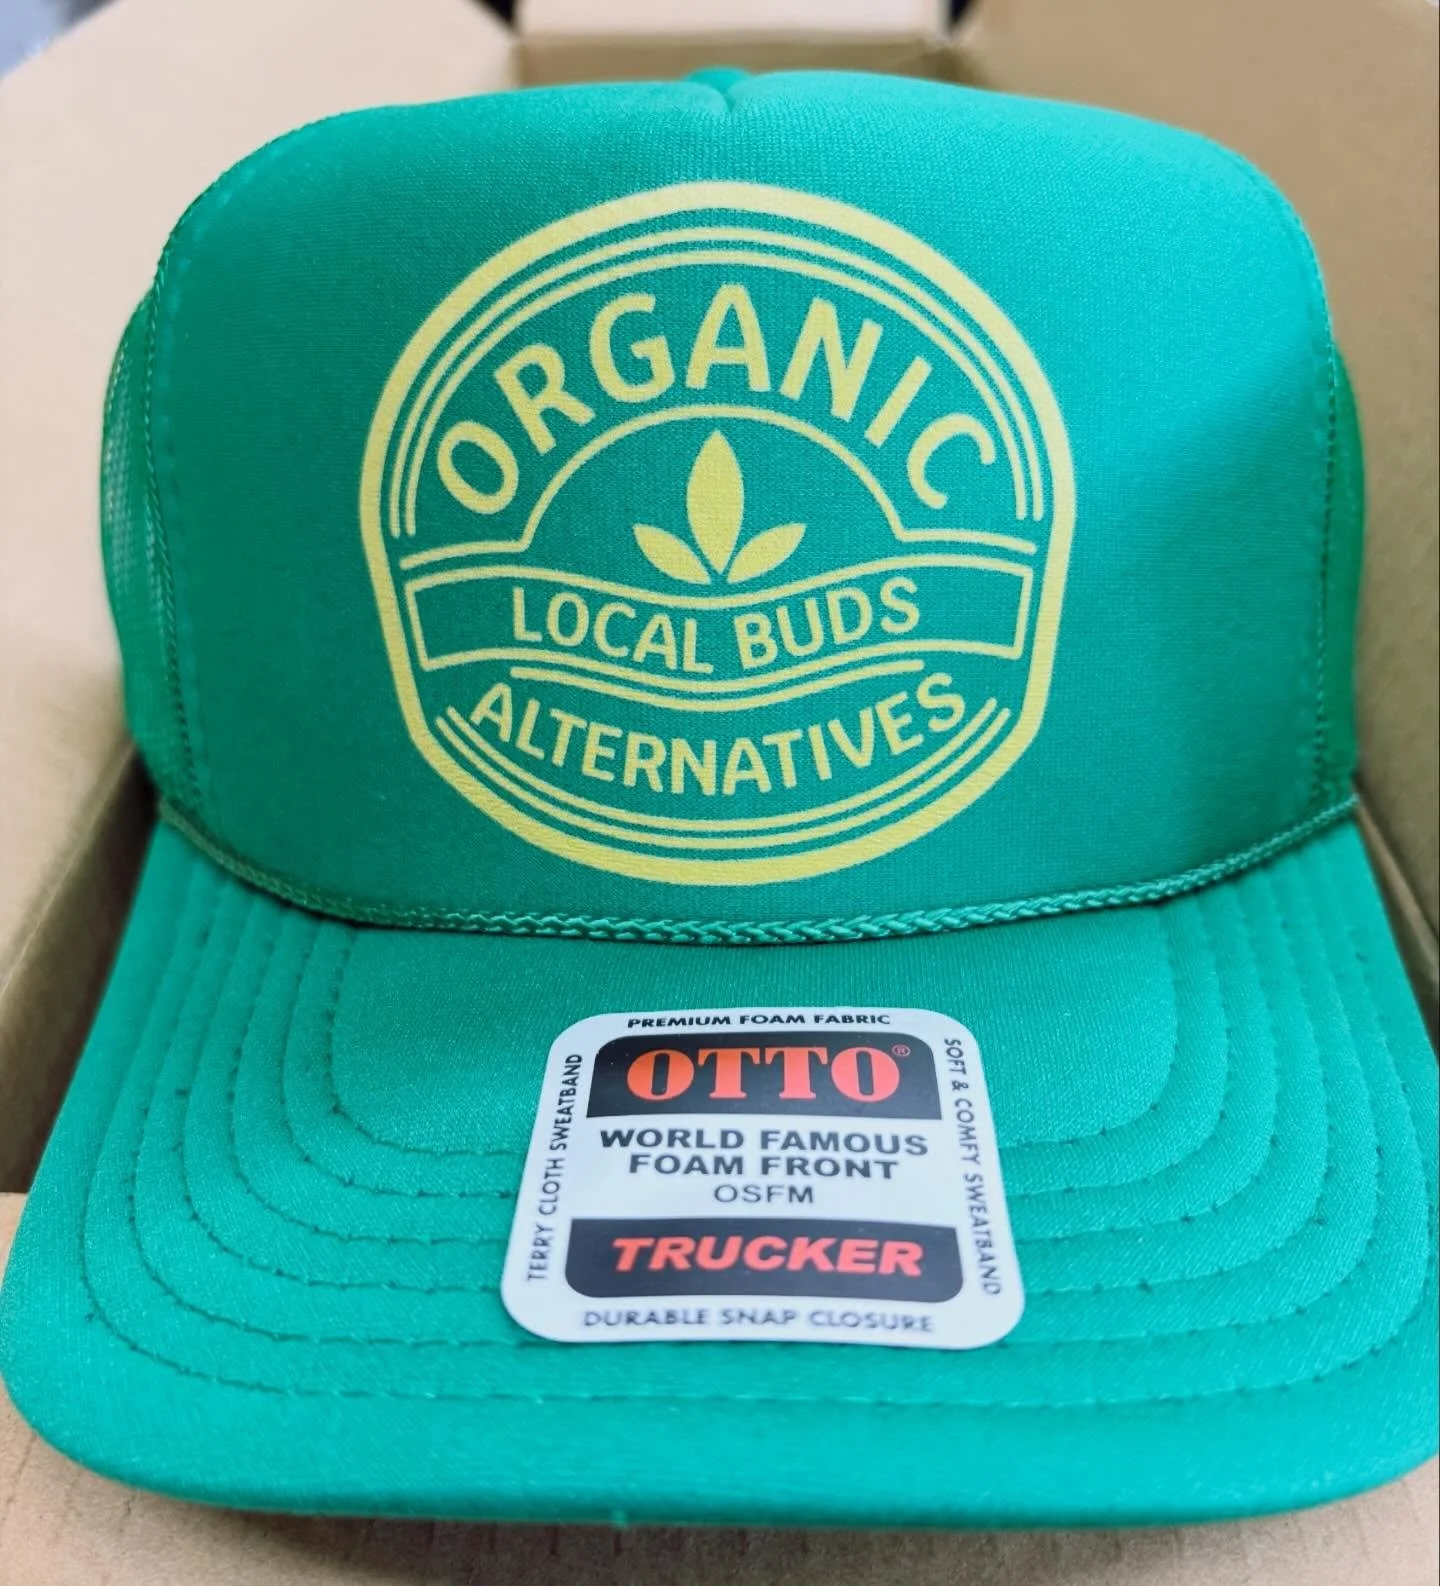 ORGANIC
LOCAL BUDS
ALTERNATIVES
PREMIUM FOAM FABRIC
OTTO®
WORLD FAMOUS
FOAM FRONT
OSFM
TRUCKER
DURABLE SNAP CLOSURE
TERRY CLOTH SWEATBAND
SOFT & COMFY SWEATBAND